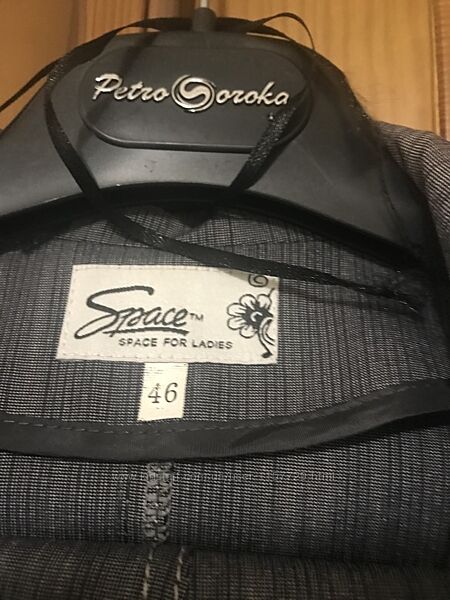 Petro Soroka
Space™
SPACE FOR LADIES
46